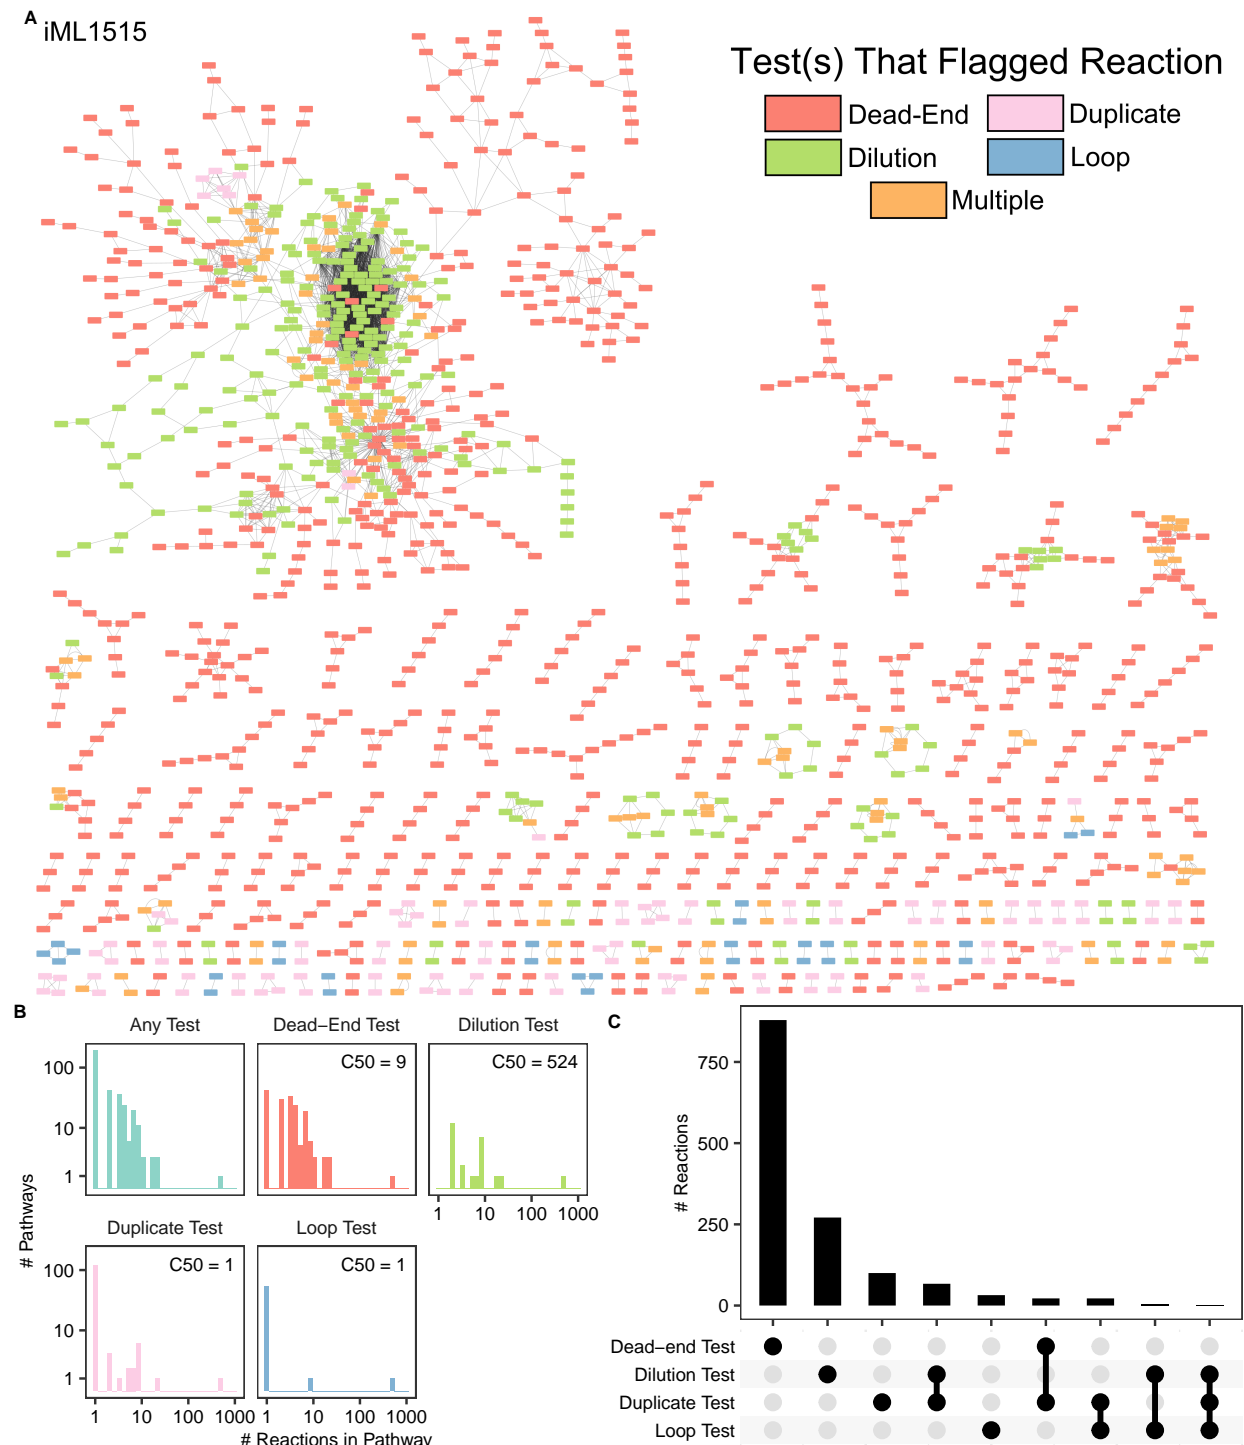 A
iML1515
Test(s) That Flagged Reaction
Dead-End
Duplicate
Dilution
Loop
Multiple
B
Any Test
Dead–End Test
Dilution Test
C50 = 9
C50 = 524
100
10
1
1 10 100 1000
# Pathways
Duplicate Test
Loop Test
C50 = 1
C50 = 1
100
10
1
1 10 100 1000
1 10 100 1000
# Reactions in Pathway
C
# Reactions
750
500
250
0
Dead–end Test
Dilution Test
Duplicate Test
Loop Test